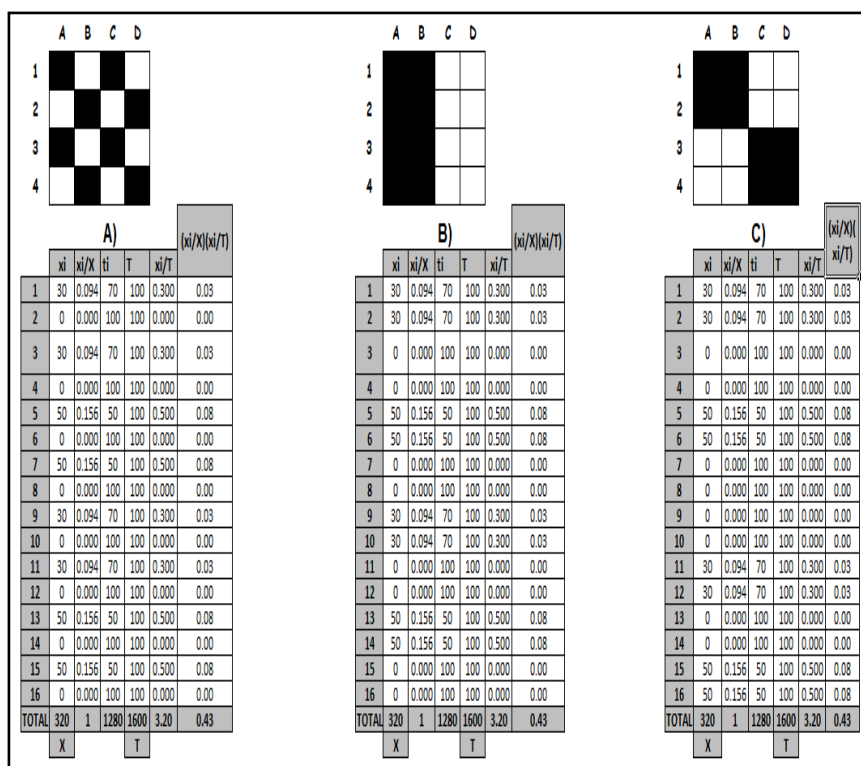 A B C D
1
2
3
4
A B C D
1
2
3
4
A B C D
1
2
3
4
A)
(xi/X)(xi/T)
xi xi/X ti T xi/T
1 30 0.094 70 100 0.300 0.03
2 0 0.000 100 100 0.000 0.00
3 30 0.094 70 100 0.300 0.03
4 0 0.000 100 100 0.000 0.00
5 50 0.156 50 100 0.500 0.08
6 0 0.000 100 100 0.000 0.00
7 50 0.156 50 100 0.500 0.08
8 0 0.000 100 100 0.000 0.00
9 30 0.094 70 100 0.300 0.03
10 0 0.000 100 100 0.000 0.00
11 30 0.094 70 100 0.300 0.03
12 0 0.000 100 100 0.000 0.00
13 50 0.156 50 100 0.500 0.08
14 0 0.000 100 100 0.000 0.00
15 50 0.156 50 100 0.500 0.08
16 0 0.000 100 100 0.000 0.00
TOTAL 320 1 1280 1600 3.20 0.43
X T
B)
(xi/X)(xi/T)
xi xi/X ti T xi/T
1 30 0.094 70 100 0.300 0.03
2 30 0.094 70 100 0.300 0.03
3 0 0.000 100 100 0.000 0.00
4 0 0.000 100 100 0.000 0.00
5 50 0.156 50 100 0.500 0.08
6 50 0.156 50 100 0.500 0.08
7 0 0.000 100 100 0.000 0.00
8 0 0.000 100 100 0.000 0.00
9 30 0.094 70 100 0.300 0.03
10 30 0.094 70 100 0.300 0.03
11 0 0.000 100 100 0.000 0.00
12 0 0.000 100 100 0.000 0.00
13 50 0.156 50 100 0.500 0.08
14 50 0.156 50 100 0.500 0.08
15 0 0.000 100 100 0.000 0.00
16 0 0.000 100 100 0.000 0.00
TOTAL 320 1 1280 1600 3.20 0.43
X T
C)
(xi/X)(
xi/T)
xi xi/X ti T xi/T
1 30 0.094 70 100 0.300 0.03
2 30 0.094 70 100 0.300 0.03
3 0 0.000 100 100 0.000 0.00
4 0 0.000 100 100 0.000 0.00
5 50 0.156 50 100 0.500 0.08
6 50 0.156 50 100 0.500 0.08
7 0 0.000 100 100 0.000 0.00
8 0 0.000 100 100 0.000 0.00
9 0 0.000 100 100 0.000 0.00
10 0 0.000 100 100 0.000 0.00
11 30 0.094 70 100 0.300 0.03
12 30 0.094 70 100 0.300 0.03
13 0 0.000 100 100 0.000 0.00
14 0 0.000 100 100 0.000 0.00
15 50 0.156 50 100 0.500 0.08
16 50 0.156 50 100 0.500 0.08
TOTAL 320 1 1280 1600 3.20 0.43
X T